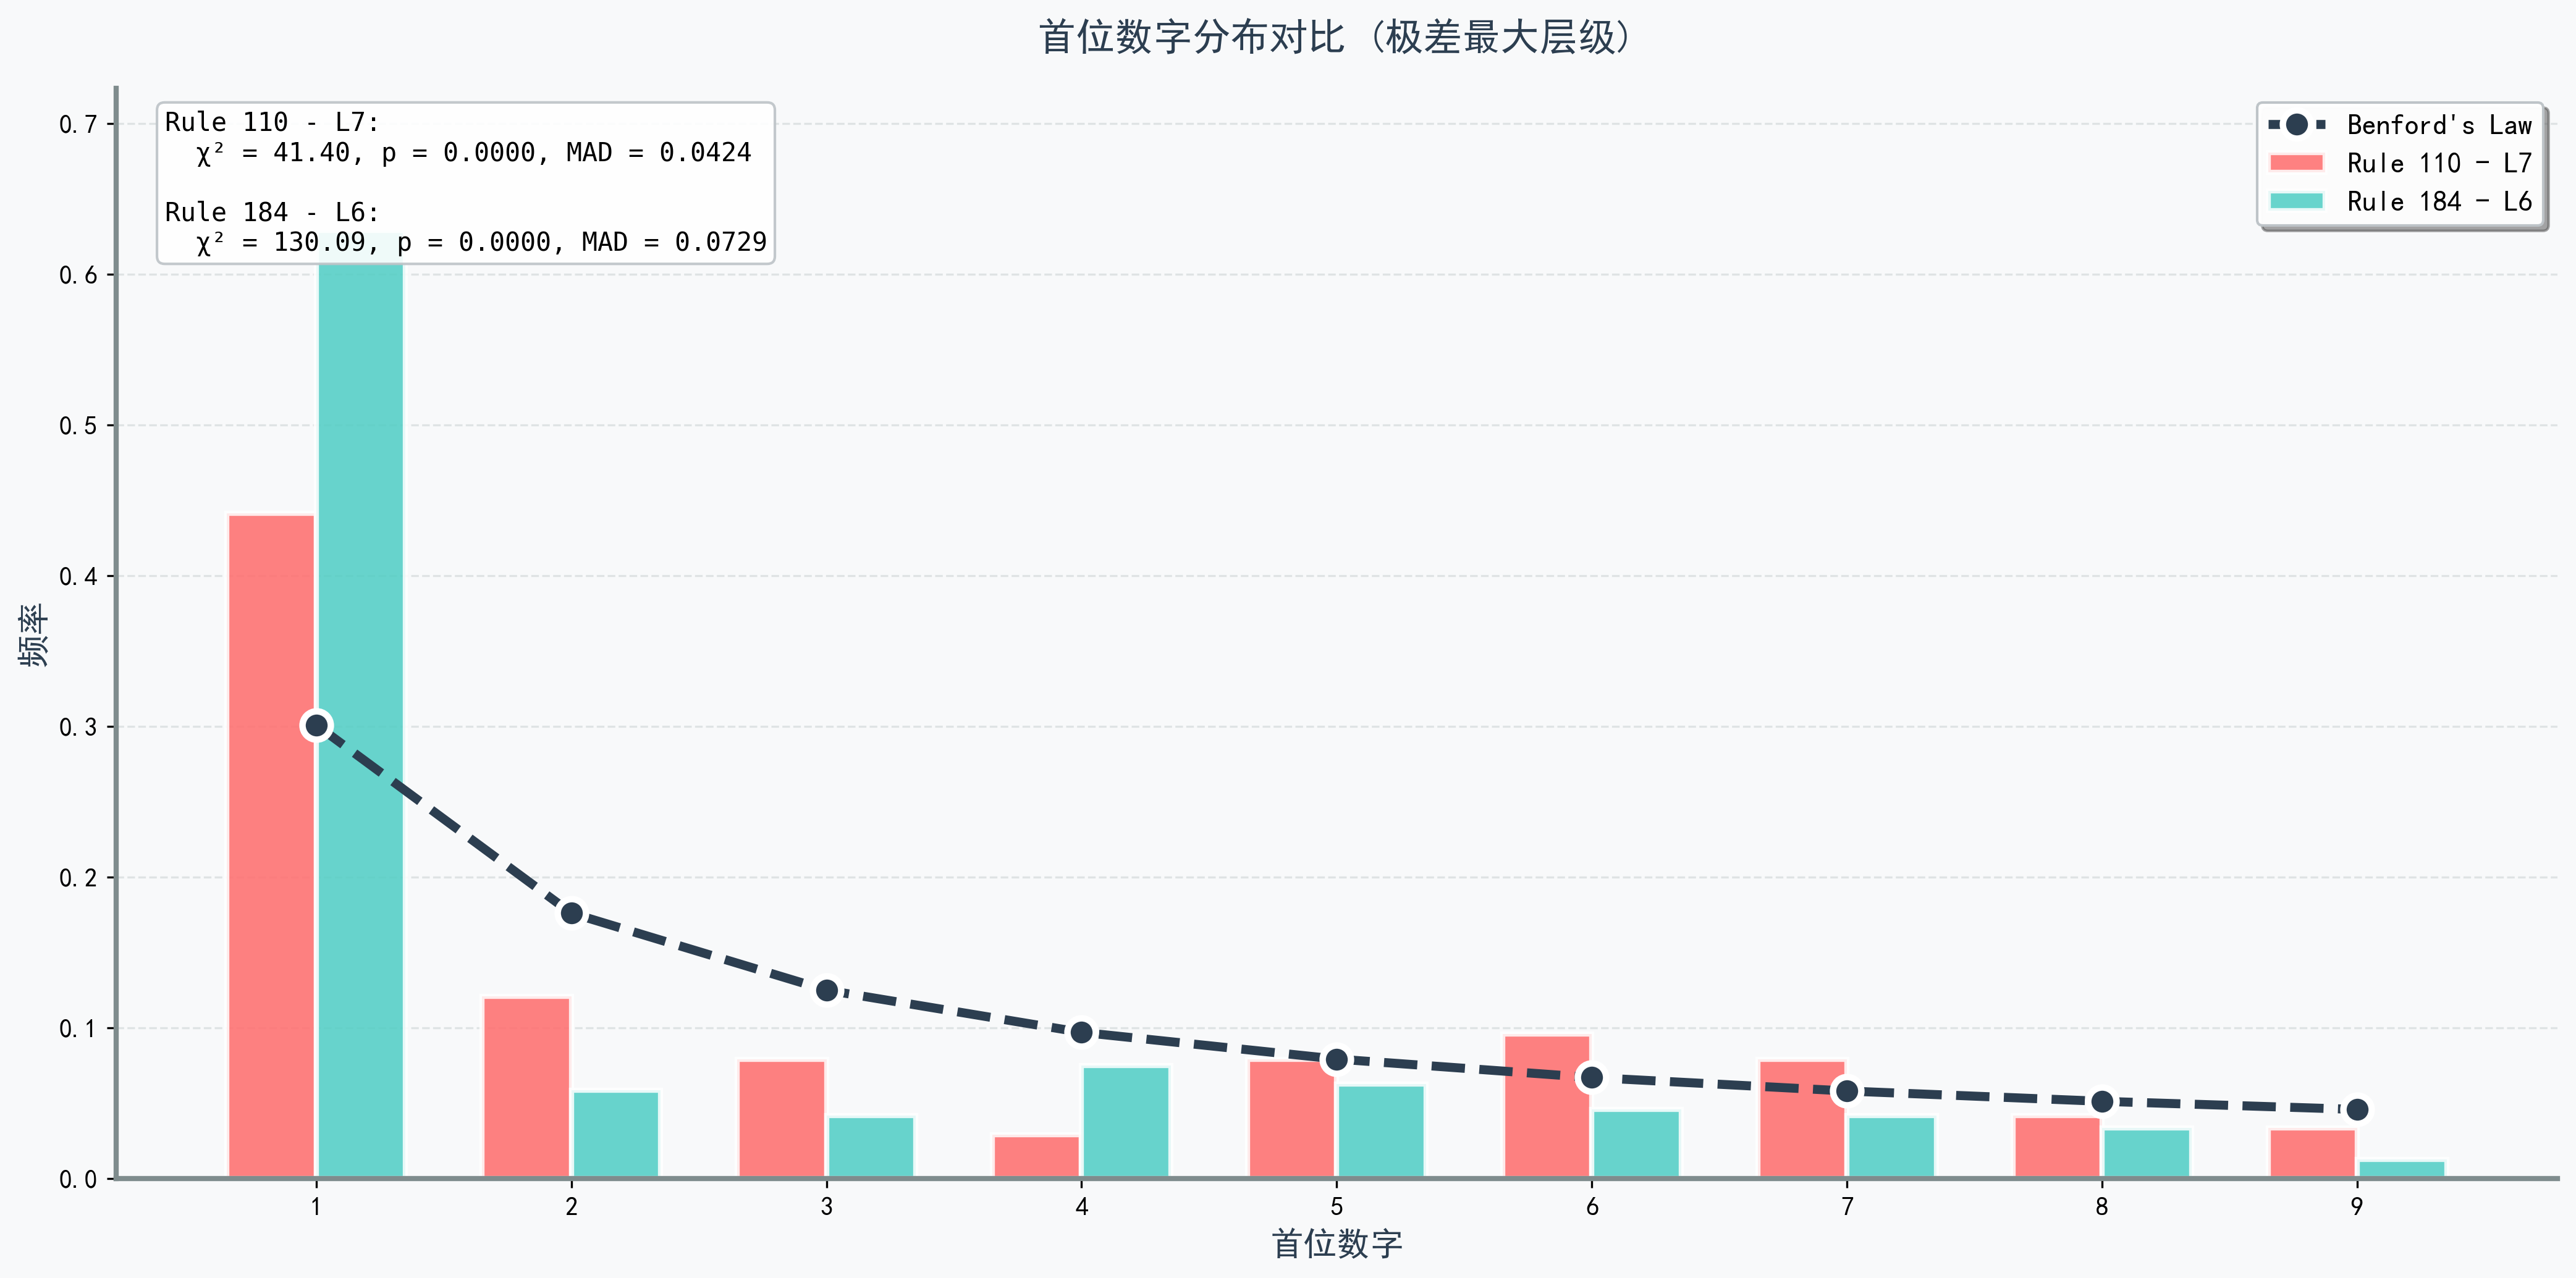 首位数字分布对比 (极差最大层级)
Rule 110 - L7:
χ² = 41.40, p = 0.0000, MAD = 0.0424
Rule 184 - L6:
χ² = 130.09, p = 0.0000, MAD = 0.0729
Benford's Law
Rule 110 - L7
Rule 184 - L6
频率
0.7
0.6
0.5
0.4
0.3
0.2
0.1
0.0
1 2 3 4 5 6 7 8 9
首位数字